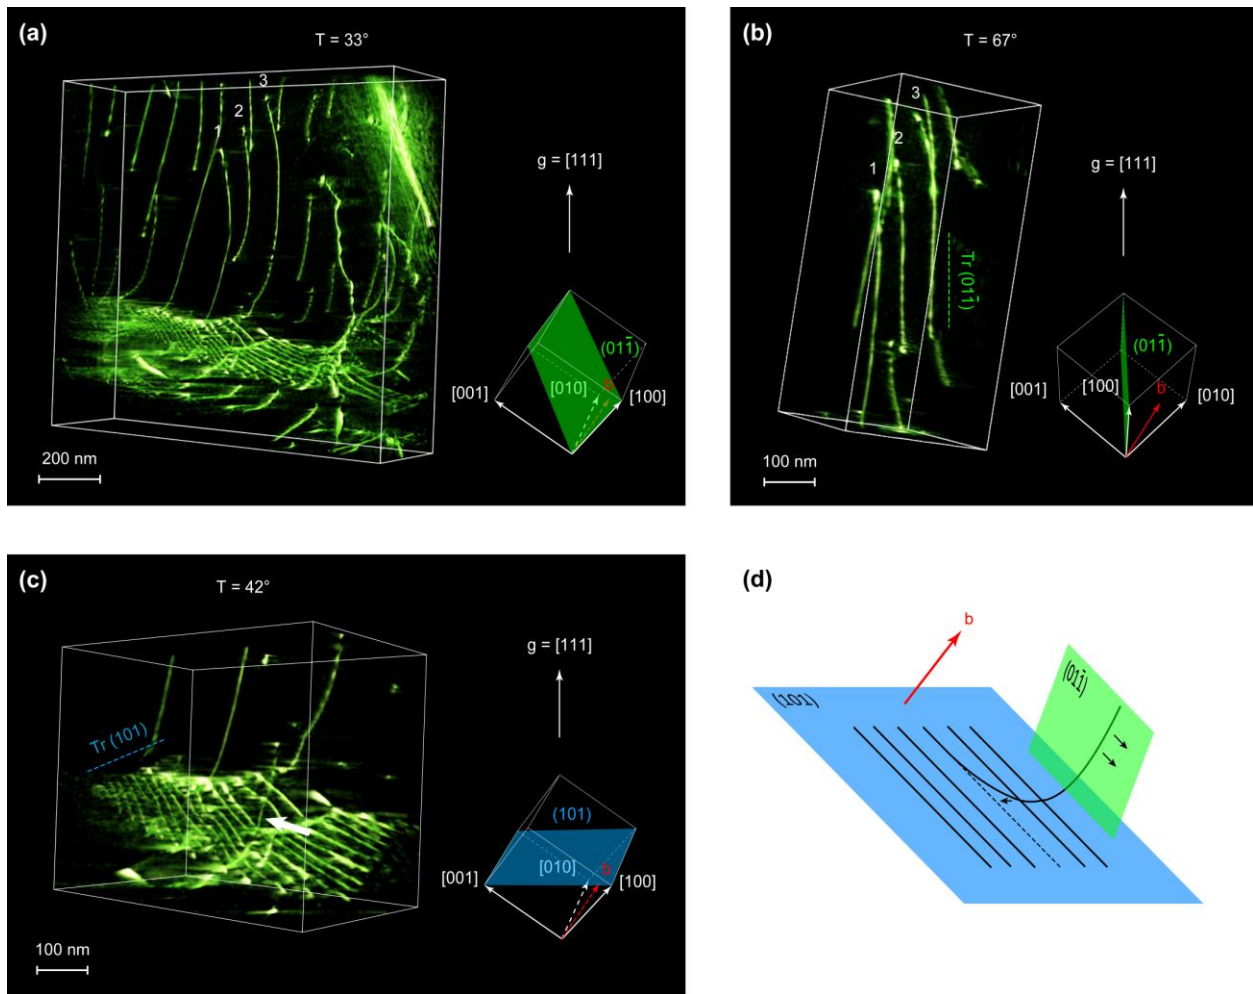 (a)
T = 33°
3
2
1
g = [111]
(011̄)
[010]
b
[001]
[100]
200 nm
(b)
T = 67°
3
2
1
g = [111]
Tr (011̄)
(011̄)
[001]
[100]
b
[010]
100 nm
(c)
T = 42°
g = [111]
Tr (101)
(101)
[010]
b
[001]
[100]
100 nm
(d)
b
(101)
(011̄)